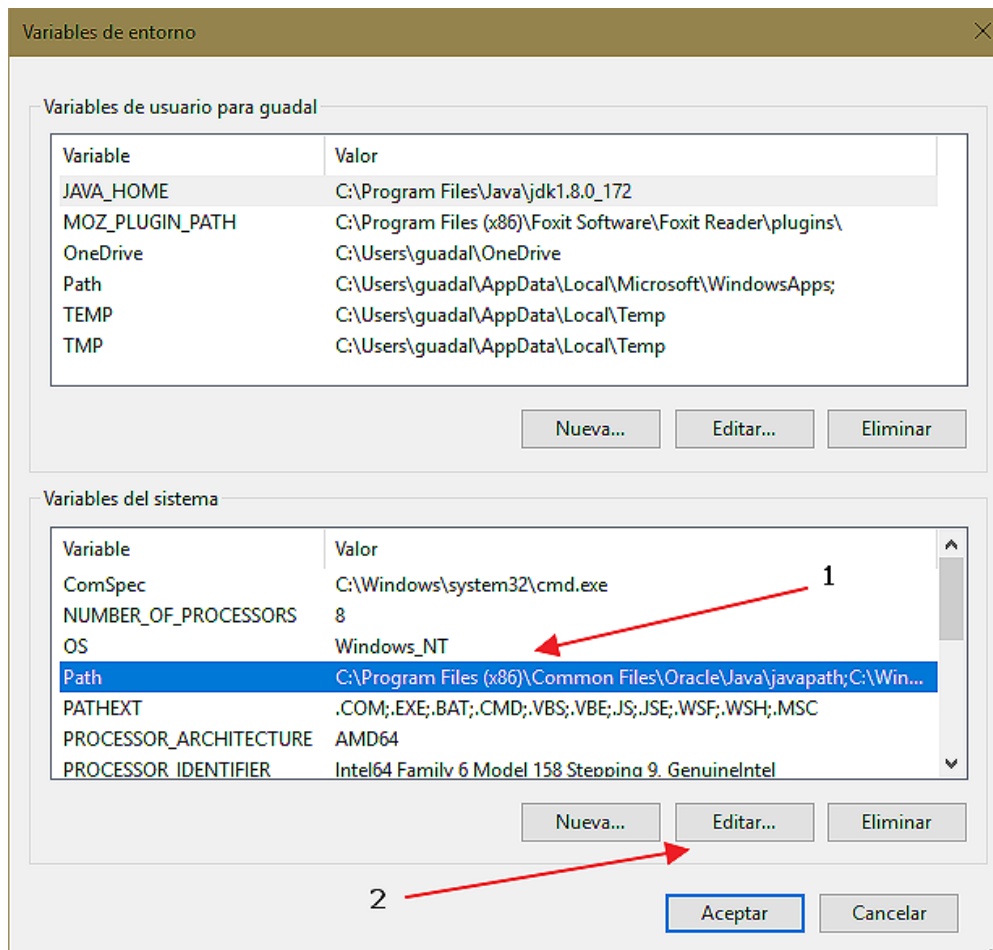 Variables de entorno
Variables de usuario para guadal
Variable Valor
JAVA_HOME C:\Program Files\Java\jdk1.8.0_172
MOZ_PLUGIN_PATH C:\Program Files (x86)\Foxit Software\Foxit Reader\plugins\
OneDrive C:\Users\guadal\OneDrive
Path C:\Users\guadal\AppData\Local\Microsoft\WindowsApps;
TEMP C:\Users\guadal\AppData\Local\Temp
TMP C:\Users\guadal\AppData\Local\Temp
Nueva... Editar... Eliminar
Variables del sistema
Variable Valor
ComSpec C:\Windows\system32\cmd.exe
1
NUMBER_OF_PROCESSORS 8
OS Windows_NT
Path C:\Program Files (x86)\Common Files\Oracle\Java\javapath;C:\Win...
PATHEXT .COM;.EXE;.BAT;.CMD;.VBS;.VBE;.JS;.JSE;.WSF;.WSH;.MSC
PROCESSOR_ARCHITECTURE AMD64
PROCESSOR_IDENTIFIER Intel64 Family 6 Model 158 Stepping 9, GenuineIntel
Nueva... Editar... Eliminar
2
Aceptar Cancelar